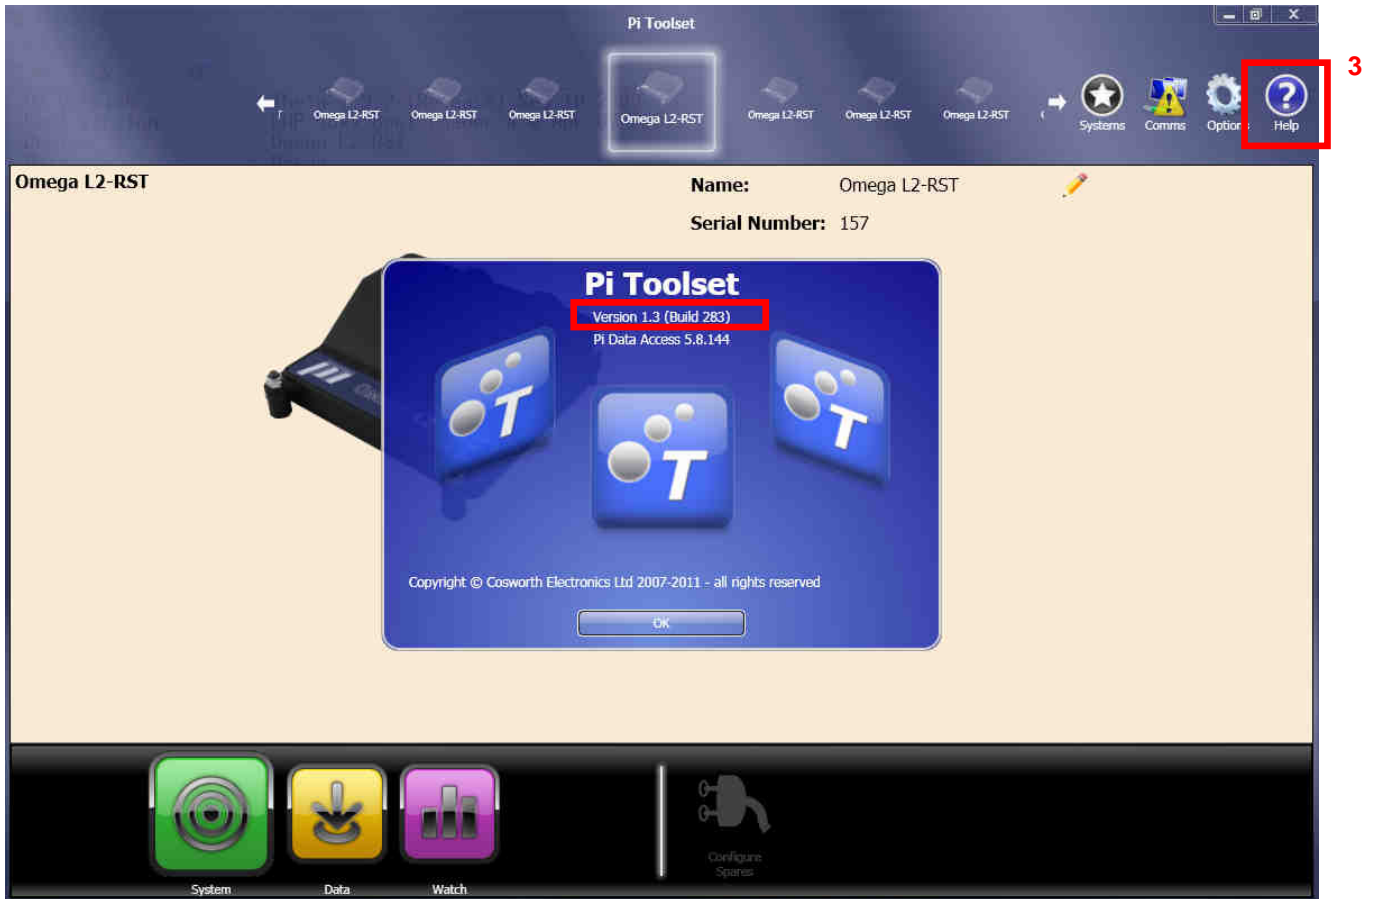 Pi Toolset
3
Omega L2-RST
Omega L2-RST
Omega L2-RST
Omega L2-RST
Omega L2-RST
Omega L2-RST
Omega L2-RST
Systems
Comms
Options
Help
Omega L2-RST
Name: Omega L2-RST
Serial Number: 157
Pi Toolset
Version 1.3 (Build 283)
Pi Data Access 5.8.144
T
T
T
Copyright © Cosworth Electronics Ltd 2007-2011 - all rights reserved
OK
Configure
Spares
System
Data
Watch